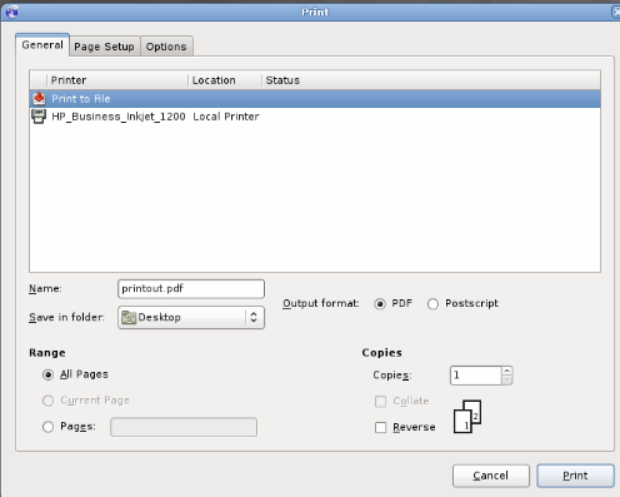 Print
General Page Setup Options
Printer Location Status
Print to File
HP_Business_Inkjet_1200 Local Printer
Name: printout.pdf
Output format: PDF Postscript
Save in folder: Desktop
Range Copies
All Pages Copies: 1
Current Page Collate
Pages: Reverse 1 2
Cancel Print